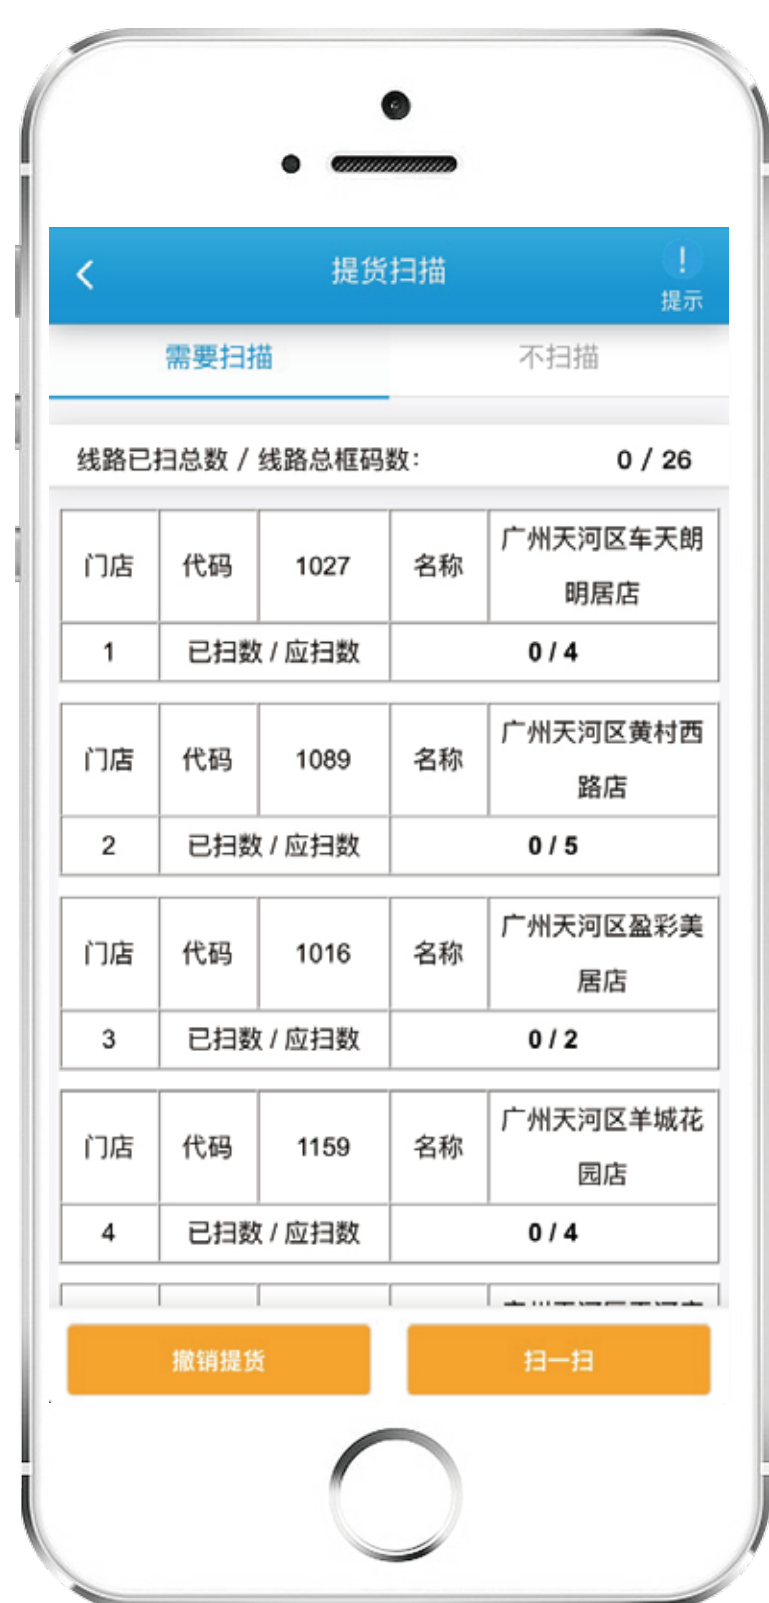 提货扫描
!
提示
需要扫描 不扫描
线路已扫总数 / 线路总框码数: 0 / 26
门店 代码 1027 名称 广州天河区车天朗
明居店
1 已扫数 / 应扫数 0 / 4
门店 代码 1089 名称 广州天河区黄村西
路店
2 已扫数 / 应扫数 0 / 5
门店 代码 1016 名称 广州天河区盈彩美
居店
3 已扫数 / 应扫数 0 / 2
门店 代码 1159 名称 广州天河区羊城花
园店
4 已扫数 / 应扫数 0 / 4
撤销提货 扫一扫